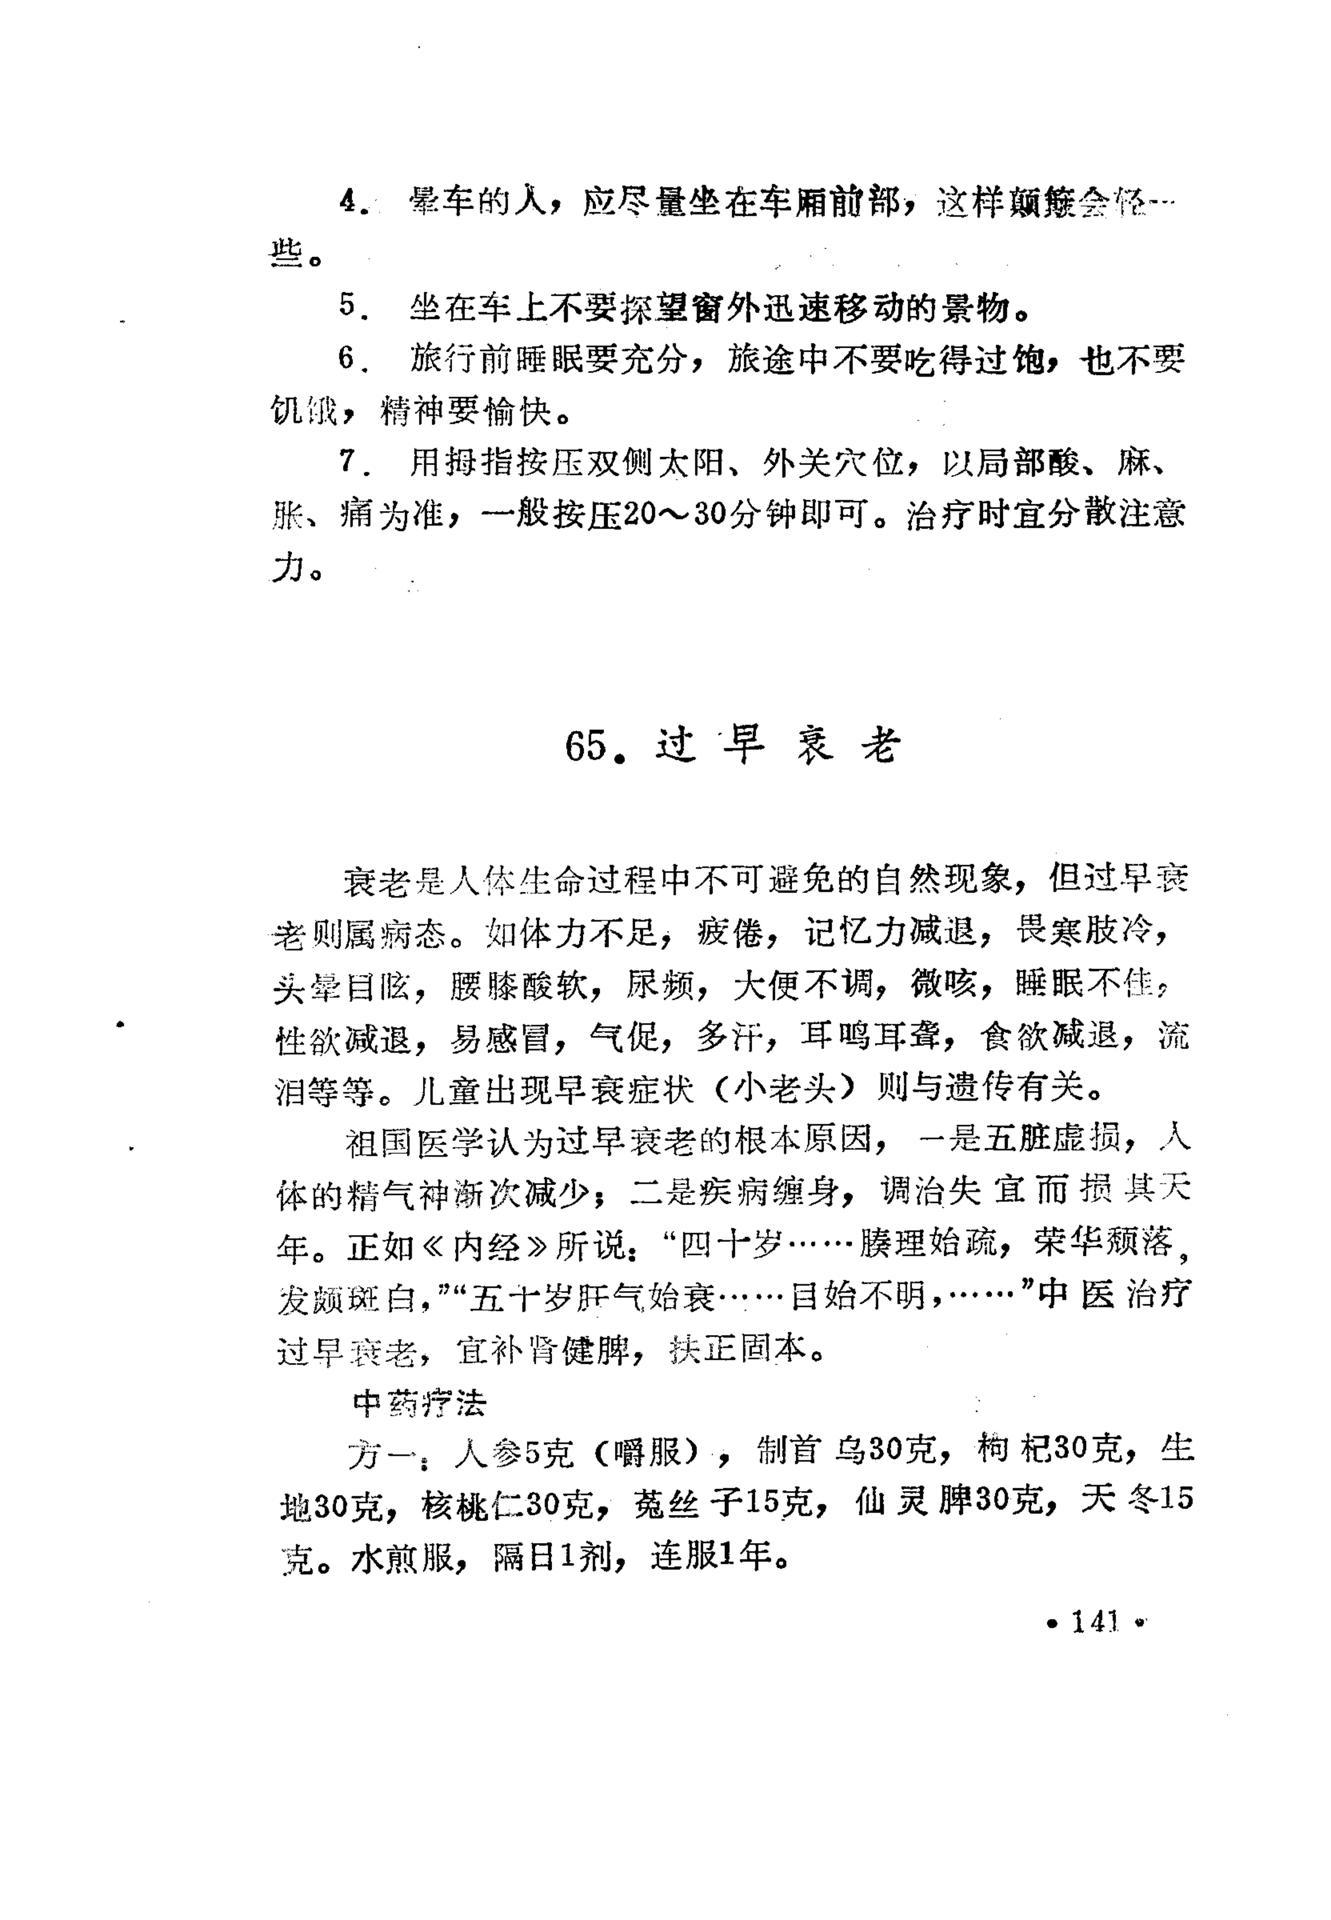 4. 晕车的人，应尽量坐在车厢前部，这样颠簸会轻一
些。
5. 坐在车上不要探望窗外迅速移动的景物。
6. 旅行前睡眠要充分，旅途中不要吃得过饱，也不要
饥饿，精神要愉快。
7. 用拇指按压双侧太阳、外关穴位，以局部酸、麻、
胀、痛为准，一般按压20～30分钟即可。治疗时宜分散注意
力。
65. 过早衰老
衰老是人体生命过程中不可避免的自然现象，但过早衰
老则属病态。如体力不足，疲倦，记忆力减退，畏寒肢冷，
头晕目眩，腰膝酸软，尿频，大便不调，微咳，睡眠不佳，
性欲减退，易感冒，气促，多汗，耳鸣耳聋，食欲减退，流
泪等等。儿童出现早衰症状（小老头）则与遗传有关。
祖国医学认为过早衰老的根本原因，一是五脏虚损，人
体的精气神渐次减少；二是疾病缠身，调治失宜而损其天
年。正如《内经》所说：“四十岁……腠理始疏，荣华颓落，
发颇斑白，”“五十岁肝气始衰……目始不明，……”中医治疗
过早衰老，宜补肾健脾，扶正固本。
中药疗法
方一：人参5克（嚼服），制首乌30克，枸杞30克，生
地30克，核桃仁30克，菟丝子15克，仙灵脾30克，天冬15
克。水煎服，隔日1剂，连服1年。
• 141 •